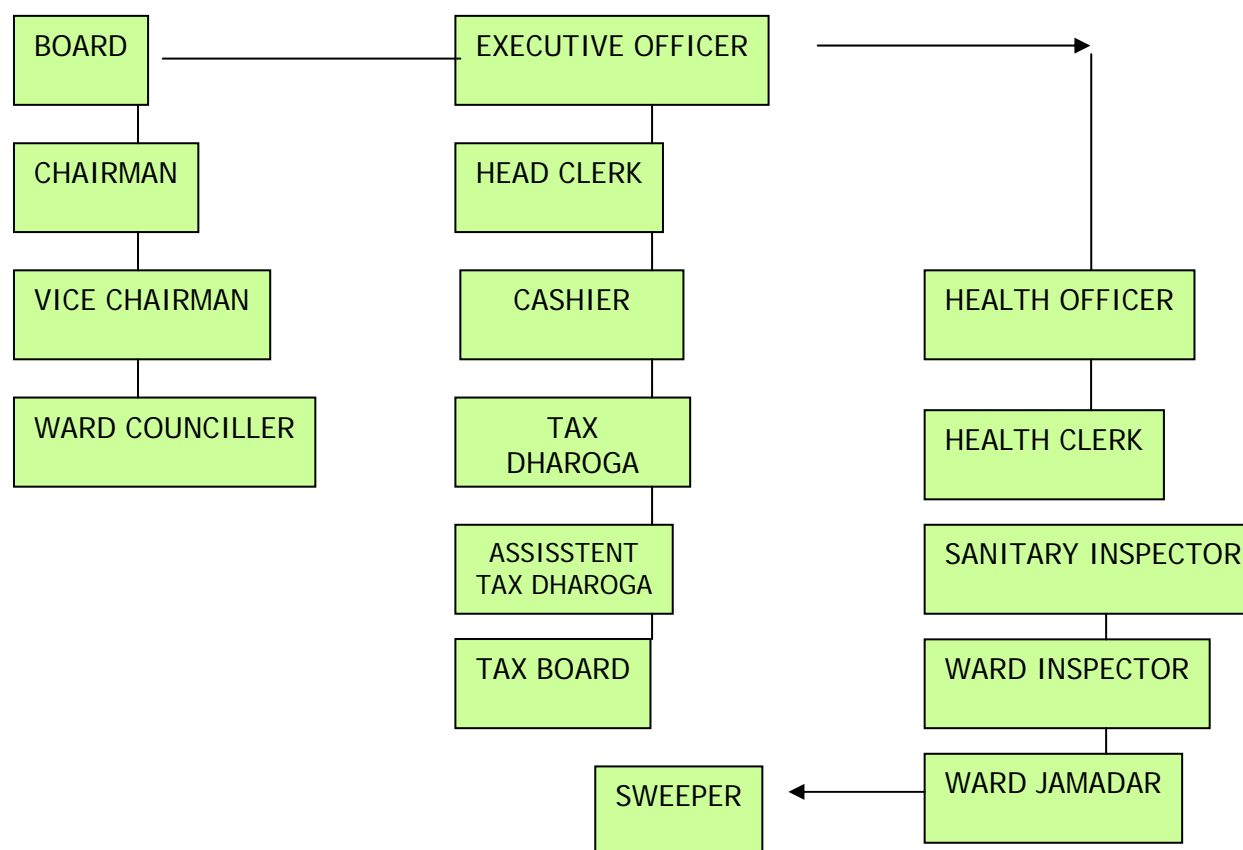 BOARD
EXECUTIVE OFFICER
CHAIRMAN
HEAD CLERK
VICE CHAIRMAN
CASHIER
HEALTH OFFICER
WARD COUNCILLER
TAX
DHAROGA
HEALTH CLERK
ASSISSTENT
TAX DHAROGA
SANITARY INSPECTOR
TAX BOARD
WARD INSPECTOR
SWEEPER
WARD JAMADAR